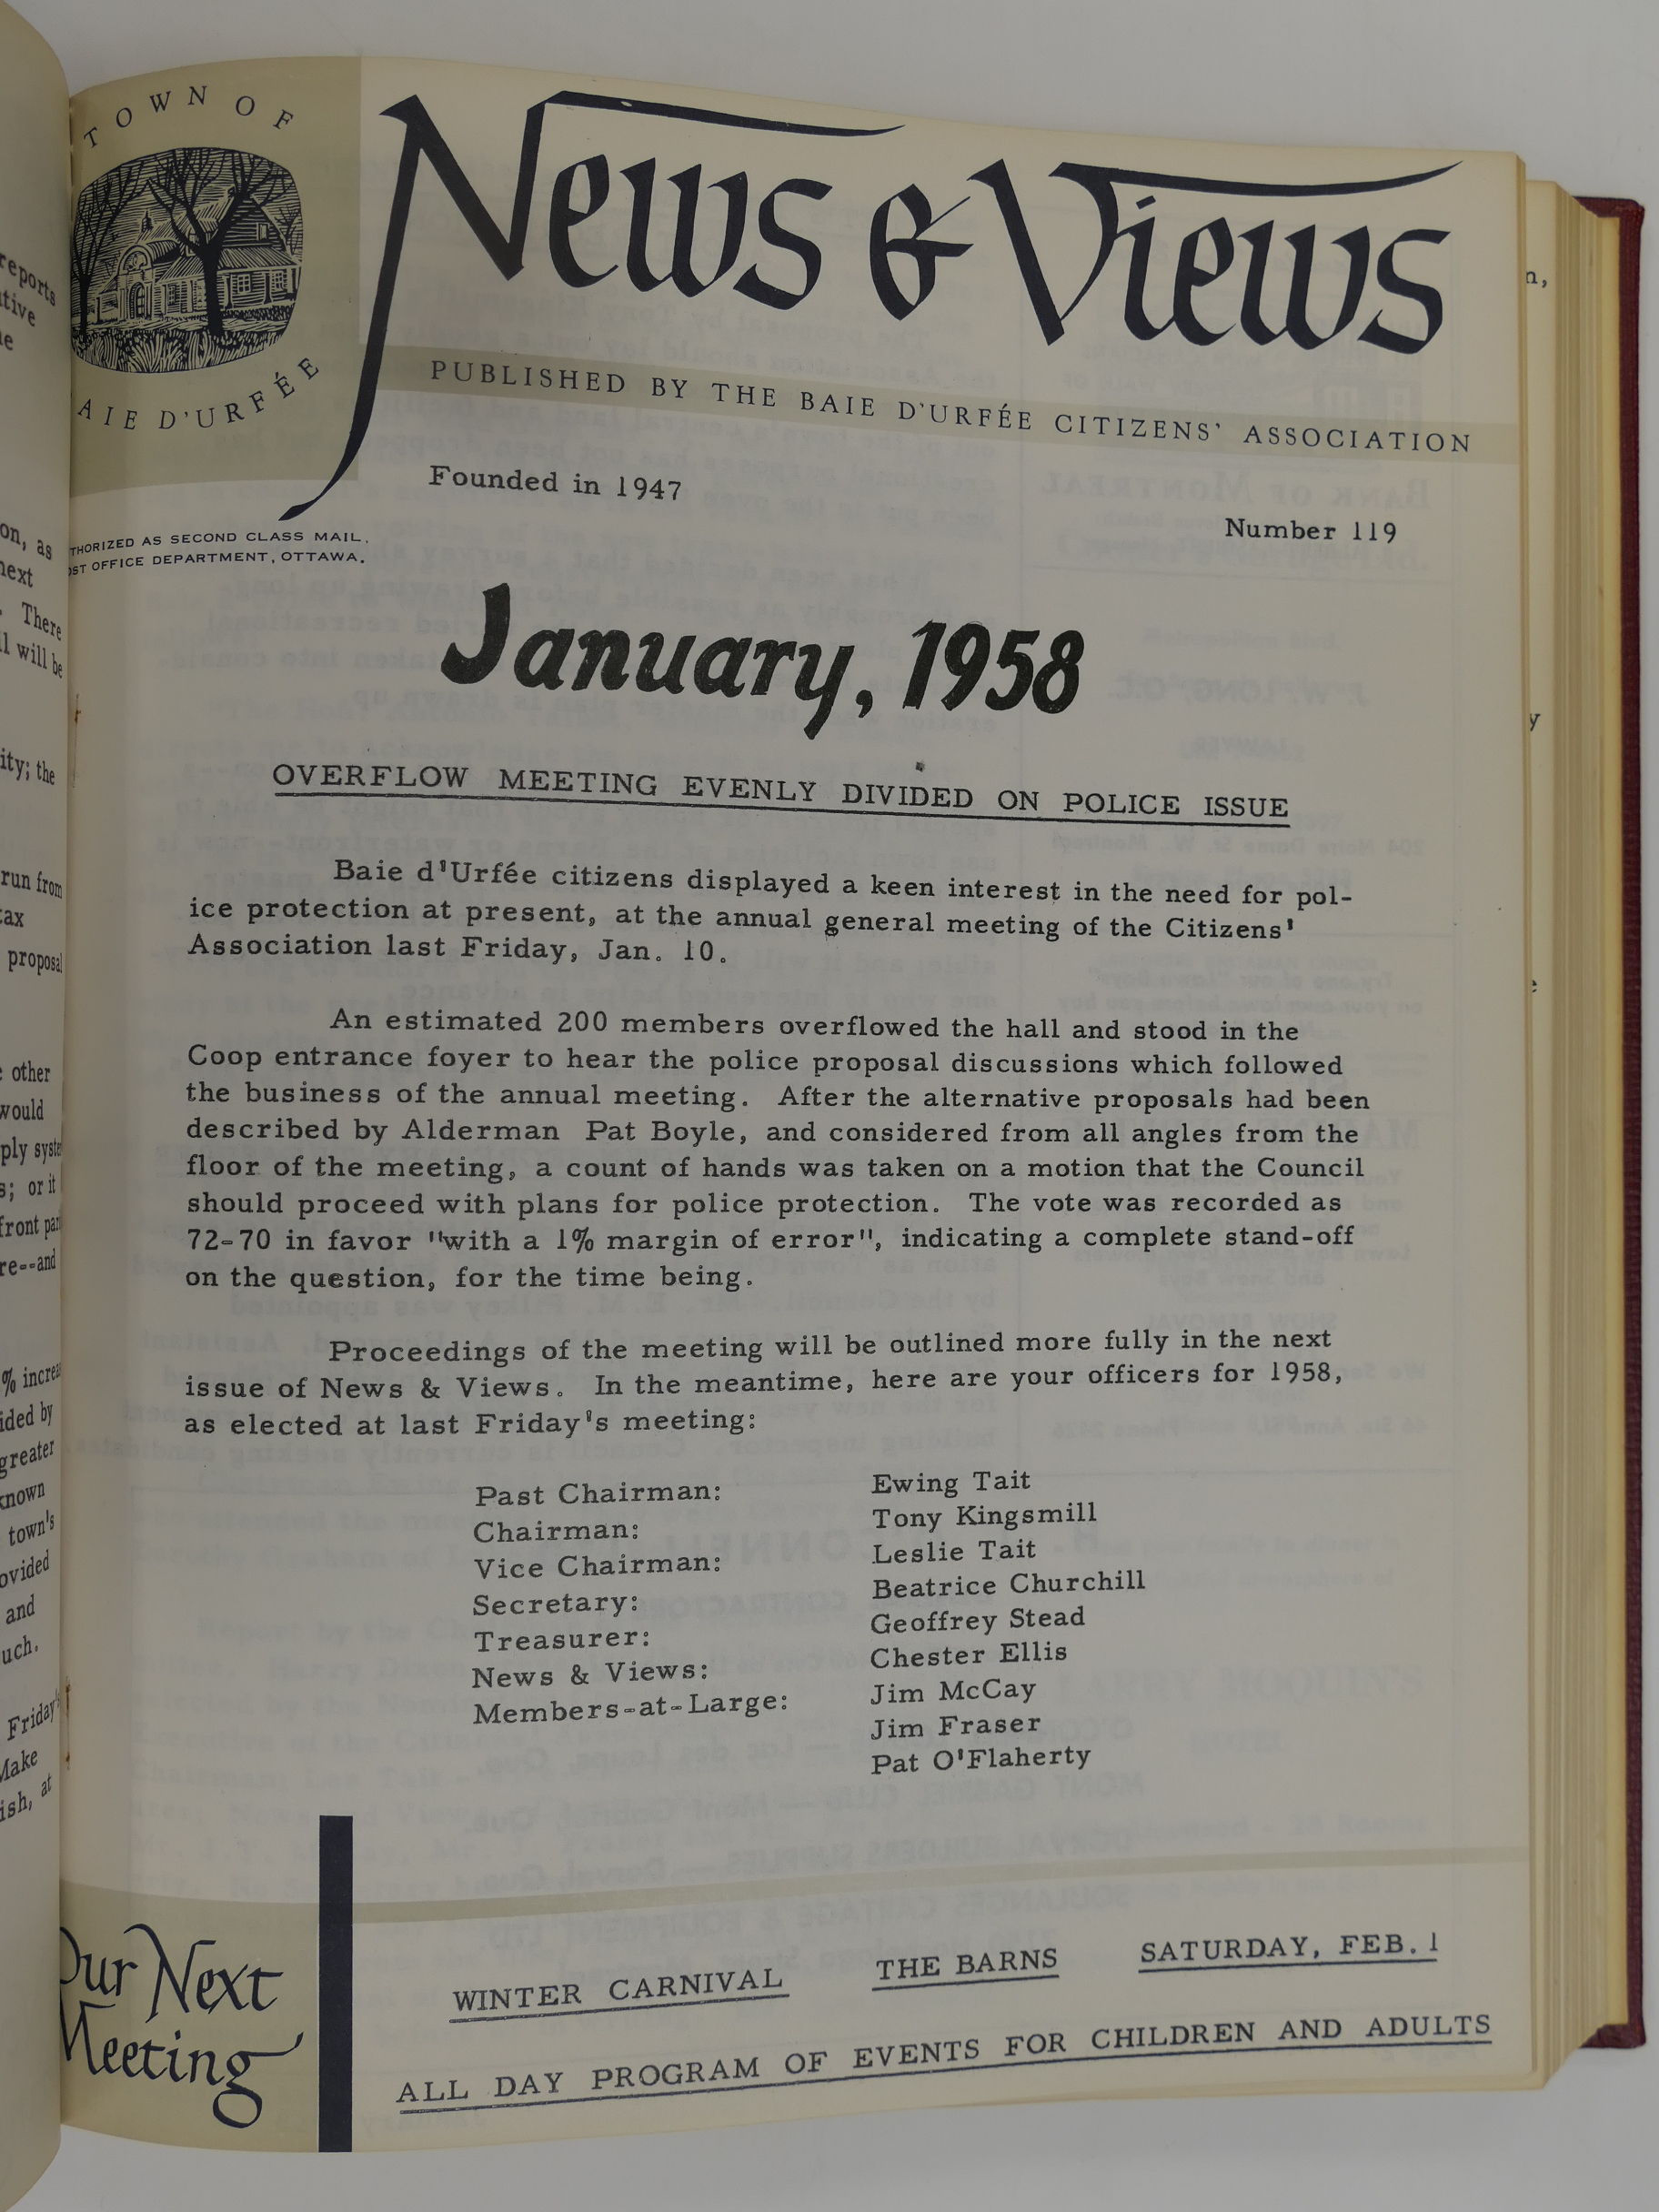 TOWN OF
AIE D'URFÉE
News & Views
PUBLISHED BY THE BAIE D'URFÉE CITIZENS' ASSOCIATION
Founded in 1947
Number 119
THORIZED AS SECOND CLASS MAIL,
OST OFFICE DEPARTMENT, OTTAWA.
January, 1958
OVERFLOW MEETING EVENLY DIVIDED ON POLICE ISSUE
Baie d'Urfée citizens displayed a keen interest in the need for pol-
ice protection at present, at the annual general meeting of the Citizens'
Association last Friday, Jan. 10.
An estimated 200 members overflowed the hall and stood in the
Coop entrance foyer to hear the police proposal discussions which followed
the business of the annual meeting. After the alternative proposals had been
described by Alderman Pat Boyle, and considered from all angles from the
floor of the meeting, a count of hands was taken on a motion that the Council
should proceed with plans for police protection. The vote was recorded as
72-70 in favor "with a 1% margin of error", indicating a complete stand-off
on the question, for the time being.
Proceedings of the meeting will be outlined more fully in the next
issue of News & Views. In the meantime, here are your officers for 1958,
as elected at last Friday's meeting:
Past Chairman: Ewing Tait
Chairman: Tony Kingsmill
Vice Chairman: Leslie Tait
Secretary: Beatrice Churchill
Treasurer: Geoffrey Stead
News & Views: Chester Ellis
Members-at-Large: Jim McCay
Jim Fraser
Pat O'Flaherty
Our Next
Meeting
WINTER CARNIVAL THE BARNS SATURDAY, FEB. 1
ALL DAY PROGRAM OF EVENTS FOR CHILDREN AND ADULTS